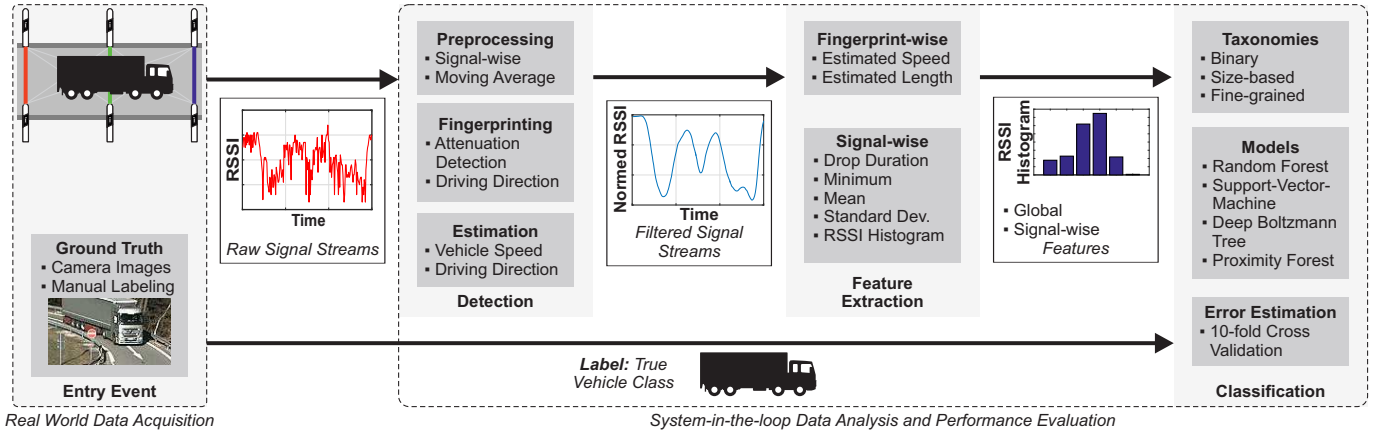 Ground Truth
▪ Camera Images
▪ Manual Labeling
Entry Event
Real World Data Acquisition
RSSI
Time
Raw Signal Streams
Preprocessing
▪ Signal-wise
▪ Moving Average
Fingerprinting
▪ Attenuation
Detection
▪ Driving Direction
Estimation
▪ Vehicle Speed
▪ Driving Direction
Detection
Normed RSSI
Time
Filtered Signal
Streams
Fingerprint-wise
▪ Estimated Speed
▪ Estimated Length
Signal-wise
▪ Drop Duration
▪ Minimum
▪ Mean
▪ Standard Dev.
▪ RSSI Histogram
Feature
Extraction
RSSI
Histogram
▪ Global
▪ Signal-wise
Features
Taxonomies
▪ Binary
▪ Size-based
▪ Fine-grained
Models
▪ Random Forest
▪ Support-Vector-
Machine
▪ Deep Boltzmann
Tree
▪ Proximity Forest
Error Estimation
▪ 10-fold Cross
Validation
Classification
Label: True
Vehicle Class
System-in-the-loop Data Analysis and Performance Evaluation